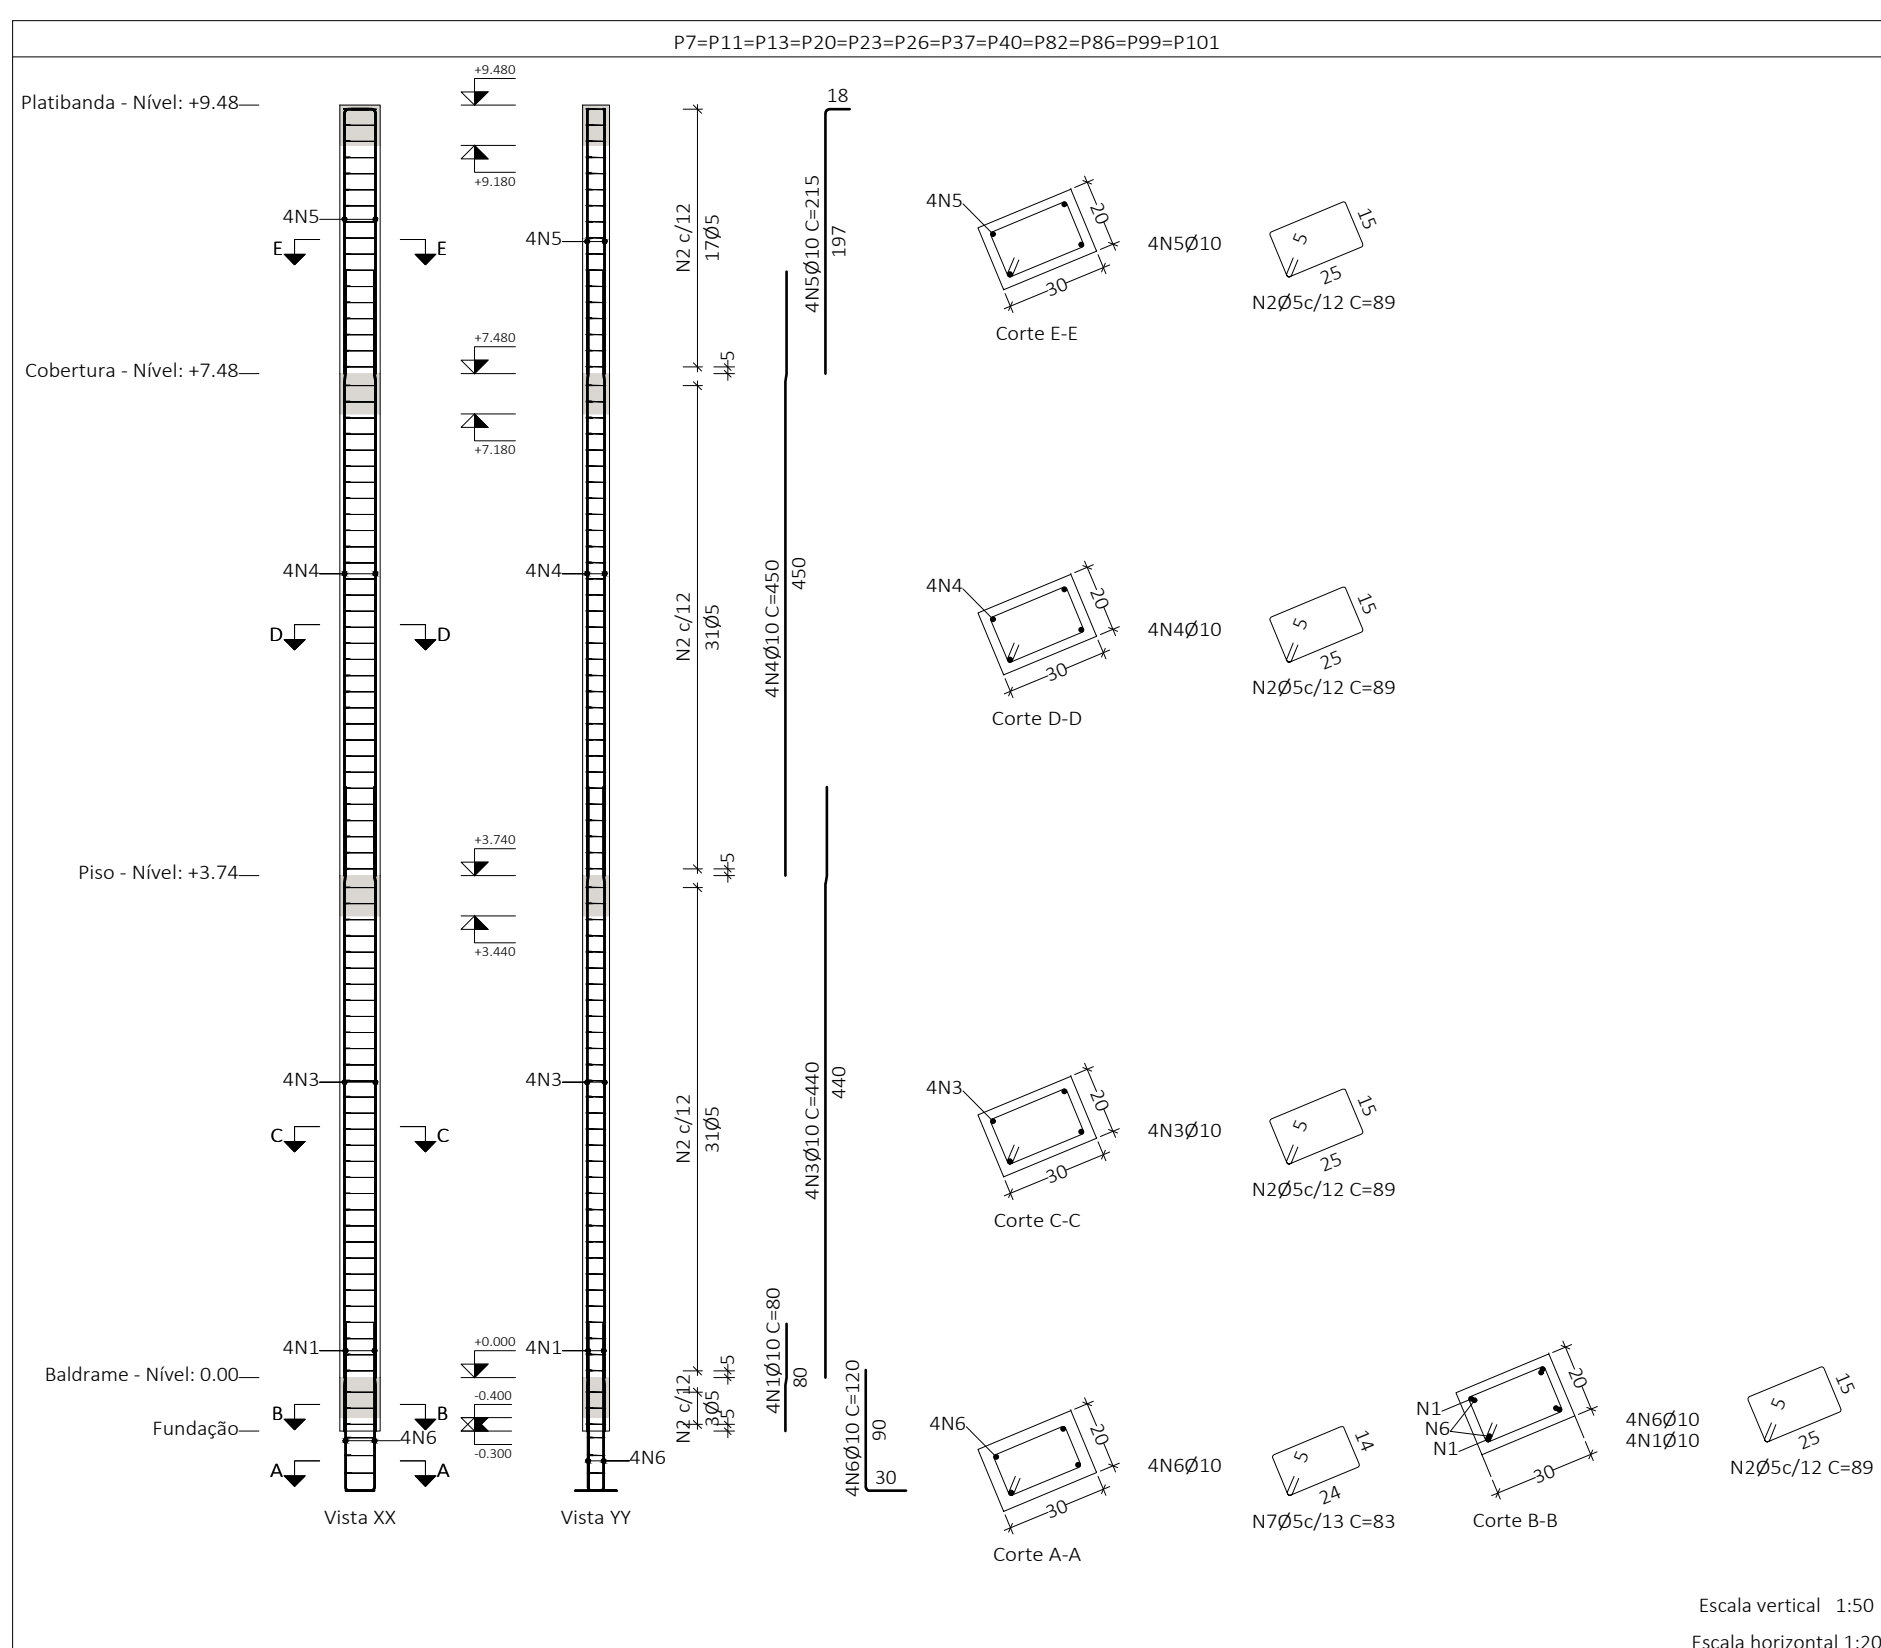 P7=P11=P13=P20=P23=P26=P37=P40=P82=P86=P99=P101
Platibanda - Nível: +9.48
+9.480
+9.180
4N5
4N5
E
E
N2 c/12
17Ø5
18
4N5Ø10 C=215
197
4N5
20
30
4N5Ø10
Corte E-E
5
15
25
N2Ø5c/12 C=89
Cobertura - Nível: +7.48
+7.480
+7.180
5
4N4
4N4
D
D
N2 c/12
31Ø5
4N4Ø10 C=450
450
4N4
20
30
4N4Ø10
Corte D-D
5
15
25
N2Ø5c/12 C=89
Piso - Nível: +3.74
+3.740
+3.440
5
4N3
4N3
C
C
N2 c/12
31Ø5
4N3Ø10 C=440
440
4N3
20
30
4N3Ø10
Corte C-C
5
15
25
N2Ø5c/12 C=89
4N1
4N1
Baldrame - Nível: 0.00
+0.000
-0.400
-0.300
5
N2 c/12
3Ø5
5
4N1Ø10 C=80
80
B
B
Fundação
4N6
4N6
A
A
Vista XX
Vista YY
4N6Ø10 C=120
90
30
4N6
20
30
4N6Ø10
Corte A-A
5
14
24
N7Ø5c/13 C=83
N1
N6
N1
20
30
4N6Ø10
4N1Ø10
Corte B-B
5
15
25
N2Ø5c/12 C=89
Escala vertical 1:50
Escala horizontal 1:20